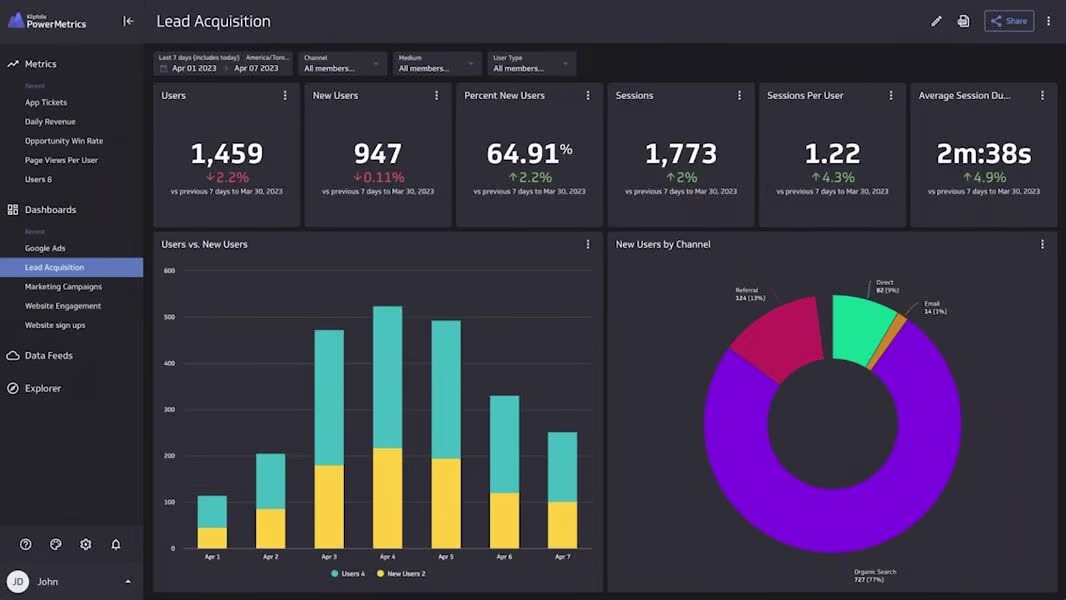 Klipfolio
PowerMetrics
Lead Acquisition
Share
Metrics
Recent
App Tickets
Daily Revenue
Opportunity Win Rate
Page Views Per User
Users 8
Dashboards
Recent
Google Ads
Lead Acquisition
Marketing Campaigns
Website Engagement
Website sign ups
Data Feeds
Explorer
JD
John
Last 7 days (includes today) America/Toro...
Apr 01 2023 Apr 07 2023
Channel
All members...
Medium
All members...
User Type
All members...
Users
1,459
↓2.2%
vs previous 7 days to Mar 30, 2023
New Users
947
↓0.11%
vs previous 7 days to Mar 30, 2023
Percent New Users
64.91%
↑2.2%
vs previous 7 days to Mar 30, 2023
Sessions
1,773
↑2%
vs previous 7 days to Mar 30, 2023
Sessions Per User
1.22
↑4.3%
vs previous 7 days to Mar 30, 2023
Average Session Du...
2m:38s
↑4.9%
vs previous 7 days to Mar 30, 2023
Users vs. New Users
600
500
400
300
200
100
0
Apr 1 Apr 2 Apr 3 Apr 4 Apr 5 Apr 6 Apr 7
Users 4 New Users 2
New Users by Channel
Direct
82 (9%)
Referral
124 (13%)
Email
14 (1%)
Organic Search
727 (77%)